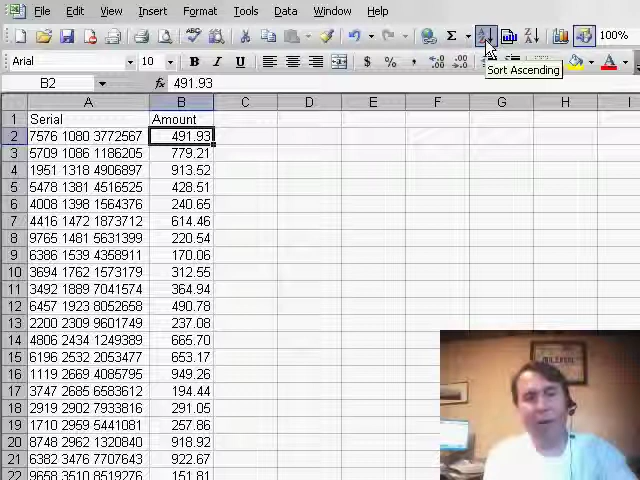 File Edit View Insert Format Tools Data Window Help
Σ 100%
Arial 10 B I U $ % ,
Sort Ascending
B2 491.93
A B C D E F G H I
1 Serial Amount
2 7576 1080 3772567 491.93
3 5709 1086 1186205 779.21
4 1951 1318 4906897 913.52
5 5478 1381 4516525 428.51
6 4008 1398 1564376 240.65
7 4416 1472 1873712 614.46
8 9765 1481 5631399 220.54
9 6386 1539 4358911 170.06
10 3694 1762 1573179 312.55
11 3492 1889 7041574 364.94
12 6457 1923 8052658 490.78
13 2200 2309 9601749 237.08
14 4806 2434 1249389 665.70
15 6196 2532 2053477 653.17
16 1119 2669 4085795 949.26
17 3747 2685 6583612 194.44
18 2919 2902 7933816 291.05
19 1710 2959 5441081 257.86
20 8748 2962 1320840 918.92
21 6382 3476 7707643 922.67
22 9658 3510 8519276 151.81